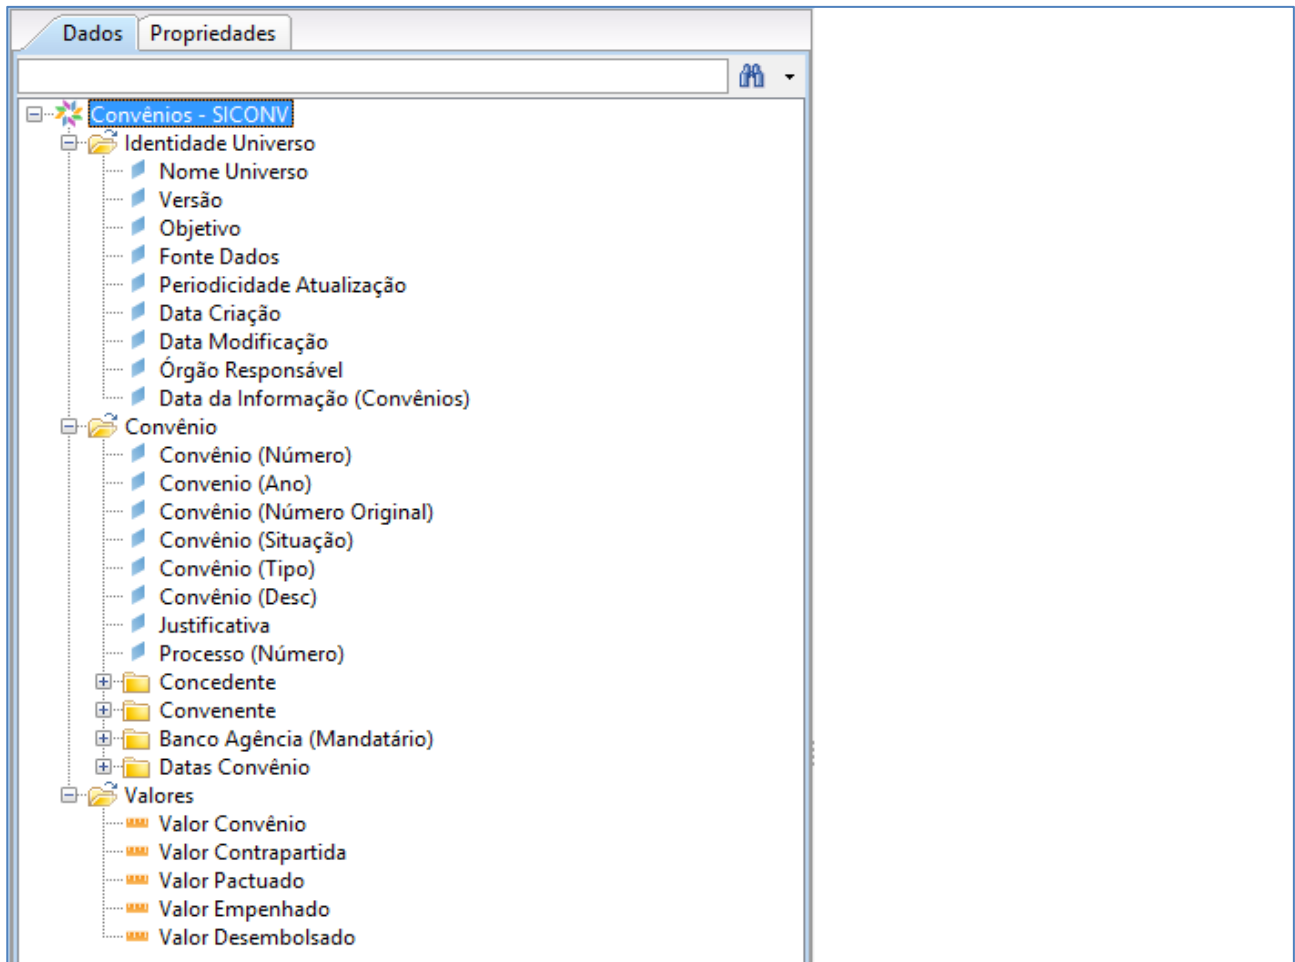 Dados Propriedades
Convênios - SICONV
Identidade Universo
Nome Universo
Versão
Objetivo
Fonte Dados
Periodicidade Atualização
Data Criação
Data Modificação
Órgão Responsável
Data da Informação (Convênios)
Convênio
Convênio (Número)
Convenio (Ano)
Convênio (Número Original)
Convênio (Situação)
Convênio (Tipo)
Convênio (Desc)
Justificativa
Processo (Número)
Concedente
Convenente
Banco Agência (Mandatário)
Datas Convênio
Valores
Valor Convênio
Valor Contrapartida
Valor Pactuado
Valor Empenhado
Valor Desembolsado